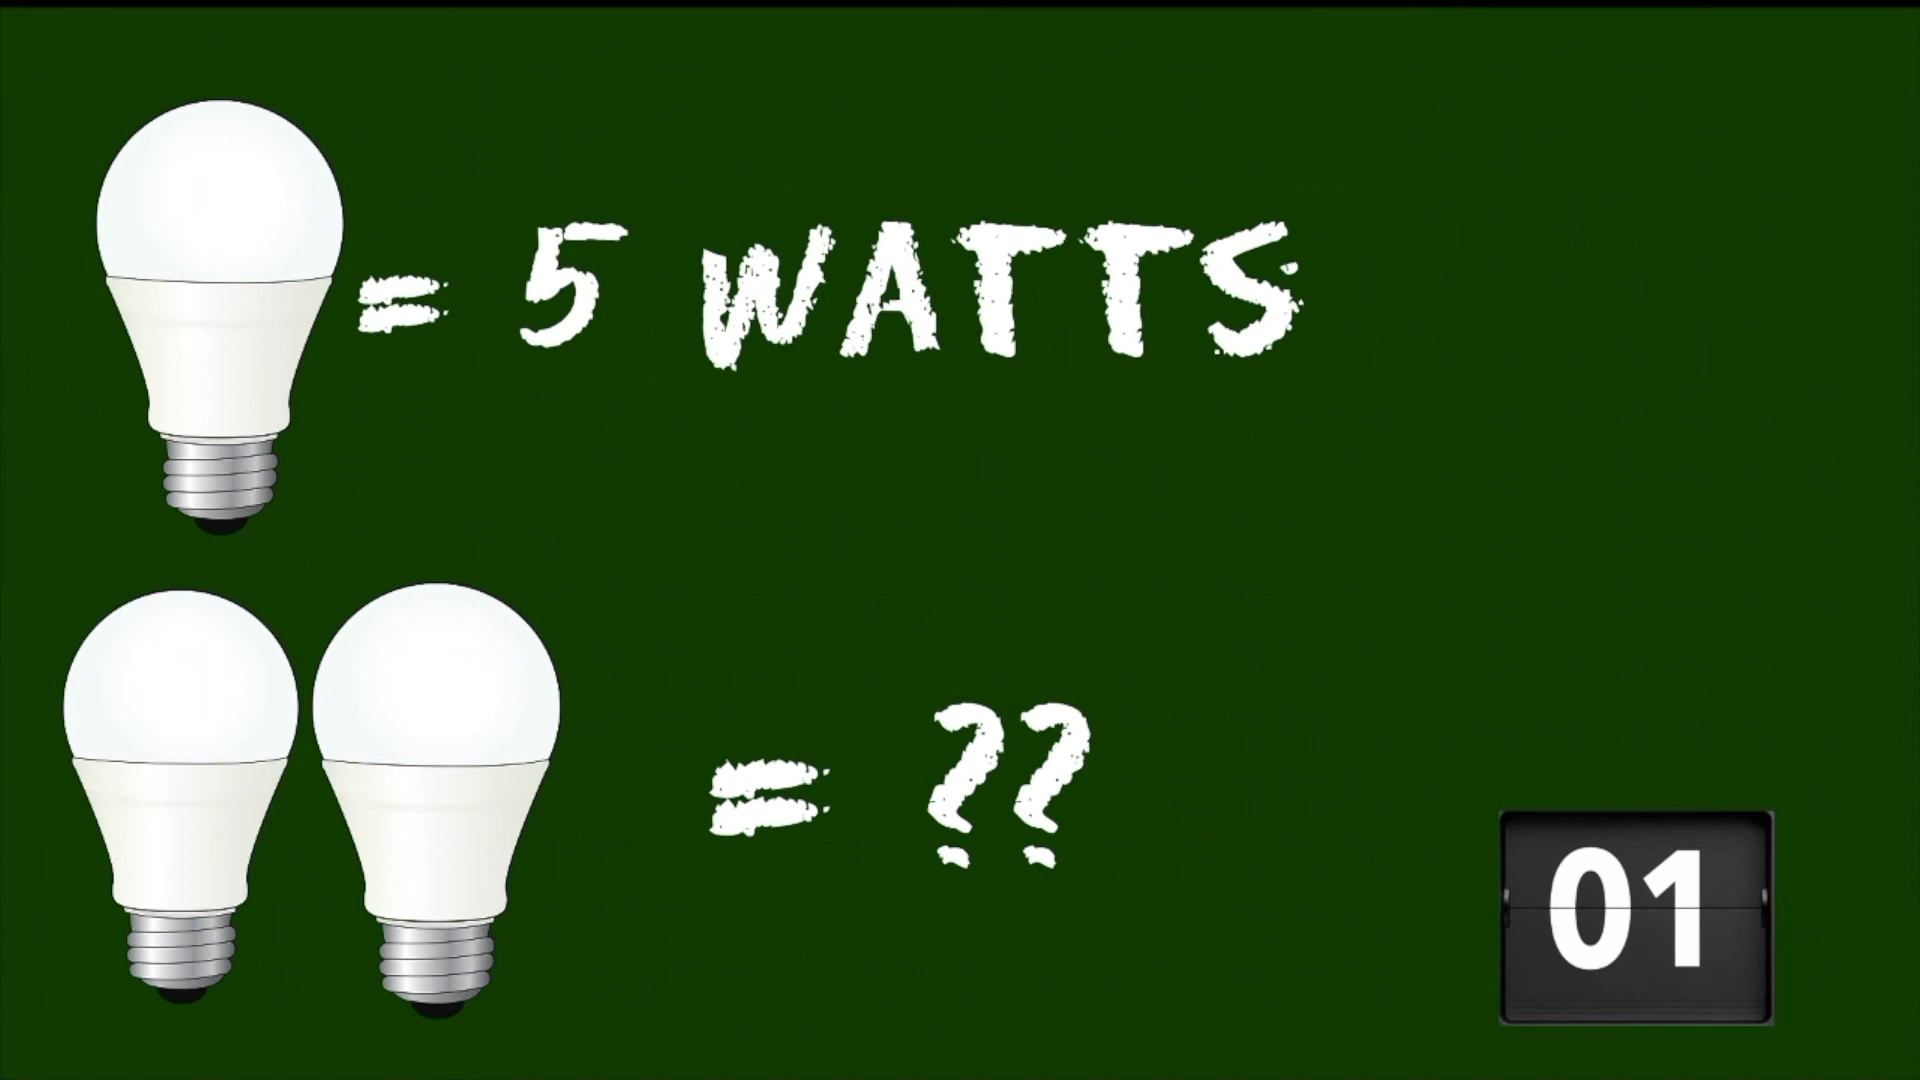 = 5 WATTS
= ??
01